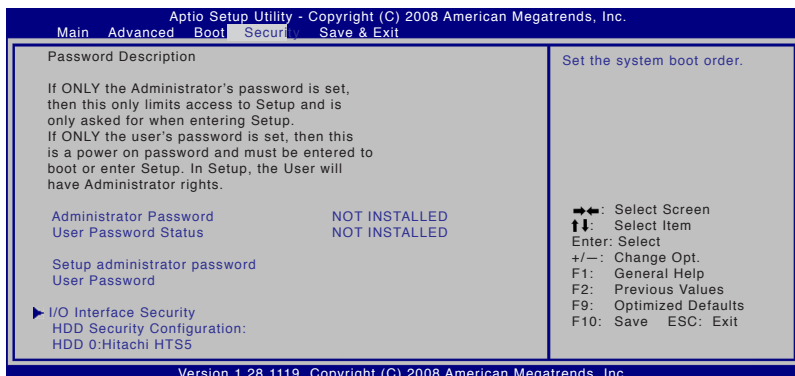 Aptio Setup Utility - Copyright (C) 2008 American Megatrends, Inc.
Main Advanced Boot Security Save & Exit
Password Description
If ONLY the Administrator's password is set,
then this only limits access to Setup and is
only asked for when entering Setup.
If ONLY the user's password is set, then this
is a power on password and must be entered to
boot or enter Setup. In Setup, the User will
have Administrator rights.
Administrator Password NOT INSTALLED
User Password Status NOT INSTALLED
Setup administrator password
User Password
I/O Interface Security
HDD Security Configuration:
HDD 0:Hitachi HTS5
Set the system boot order.
→←: Select Screen
↑↓: Select Item
Enter: Select
+/—: Change Opt.
F1: General Help
F2: Previous Values
F9: Optimized Defaults
F10: Save ESC: Exit
Version 1.28.1119. Copyright (C) 2008 American Megatrends, Inc.